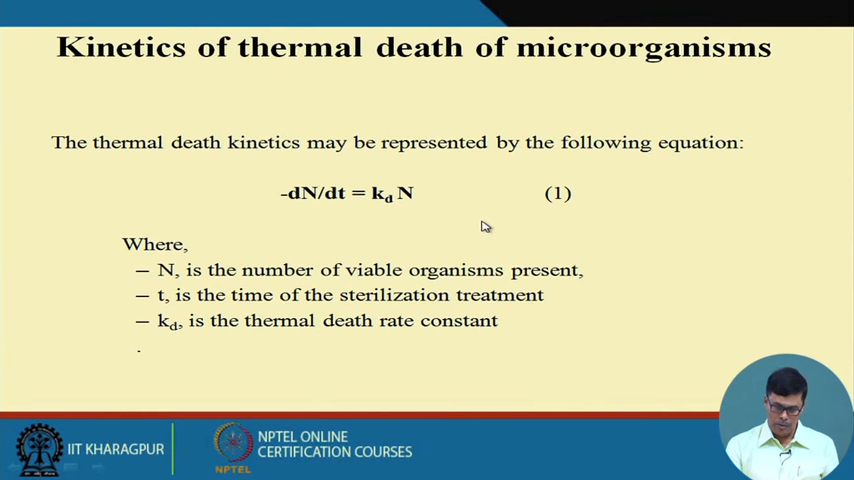 Kinetics of thermal death of microorganisms
The thermal death kinetics may be represented by the following equation:
-dN/dt = kd N (1)
Where,
– N, is the number of viable organisms present,
– t, is the time of the sterilization treatment
– kd, is the thermal death rate constant
.
IIT KHARAGPUR
NPTEL
NPTEL ONLINE
CERTIFICATION COURSES